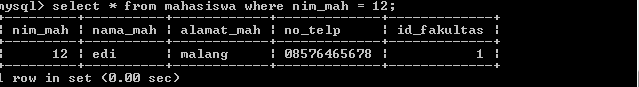 mysql> select * from mahasiswa where nim_mah = 12;
+---------+----------+------------+-------------+-------------+
| nim_mah | nama_mah | alamat_mah | no_telp     | id_fakultas |
+---------+----------+------------+-------------+-------------+
|      12 | edi      | malang     | 08576465678 |           1 |
+---------+----------+------------+-------------+-------------+
1 row in set (0.00 sec)